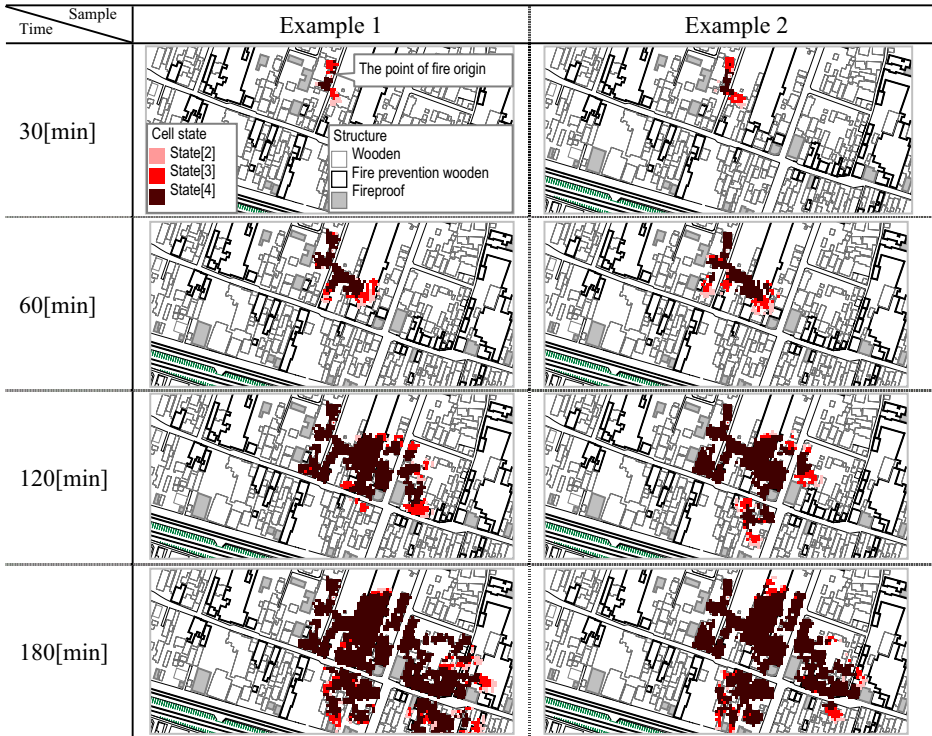 Sample
Time
Example 1
Example 2
30[min]
The point of fire origin
Cell state
State[2]
State[3]
State[4]
Structure
Wooden
Fire prevention wooden
Fireproof
60[min]
120[min]
180[min]